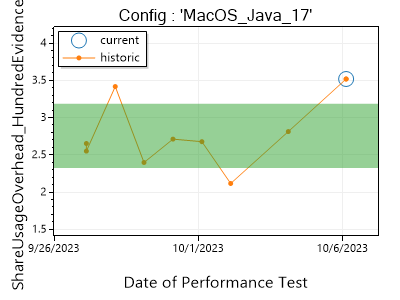 Config : 'MacOS_Java_17'
current
historic
ShareUsageOverhead_HundredEvidence
4
3.5
3
2.5
2
1.5
9/26/2023
10/1/2023
10/6/2023
Date of Performance Test